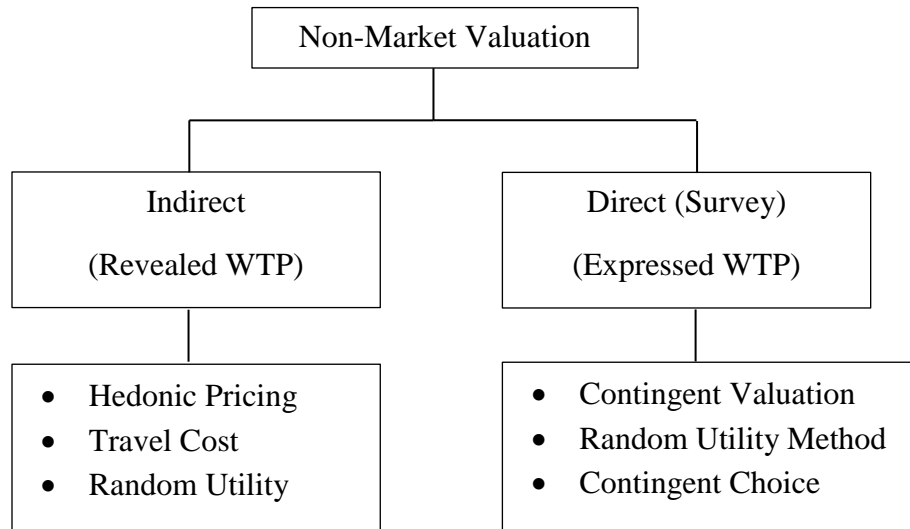 Non-Market Valuation
Indirect
(Revealed WTP)
Direct (Survey)
(Expressed WTP)
• Hedonic Pricing
• Travel Cost
• Random Utility
• Contingent Valuation
• Random Utility Method
• Contingent Choice